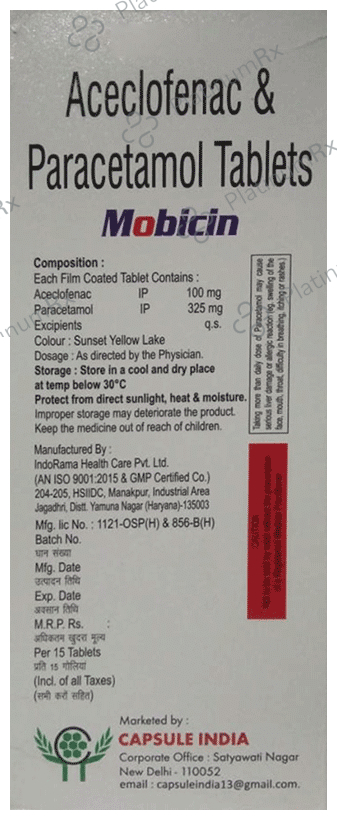 Aceclofenac &
Paracetamol Tablets
Mobicin
Composition :
Each Film Coated Tablet Contains :
Aceclofenac IP 100 mg
Paracetamol IP 325 mg
Excipients q.s.
Colour : Sunset Yellow Lake
Dosage : As directed by the Physician.
Storage : Store in a cool and dry place
at temp below 30°C
Protect from direct sunlight, heat & moisture.
Improper storage may deteriorate the product.
Keep the medicine out of reach of children.
Taking more than daily dose of Paracetamol may cause
serious liver damage or allergic reaction (eg. swelling of the
face, mouth, throat, difficulty in breathing, itching or rashes.)
Manufactured By :
IndoRama Health Care Pvt. Ltd.
(AN ISO 9001:2015 & GMP Certified Co.)
204-205, HSIIDC, Manakpur, Industrial Area
Jagadhri, Distt. Yamuna Nagar (Haryana)-135003
Mfg. lic No. : 1121-OSP(H) & 856-B(H)
Batch No.
घान संख्या
Mfg. Date
उत्पादन तिथि
Exp. Date
अवसान तिथि
M.R.P. Rs. :
अधिकतम खुदरा मूल्य
Per 15 Tablets
प्रति 15 गोलियां
(Incl. of all Taxes)
(सभी करों सहित)
CAUTION
Marketed by :
CAPSULE INDIA
Corporate Office : Satyawati Nagar
New Delhi - 110052
email : capsuleindia13@gmail.com.
PlatinumRx